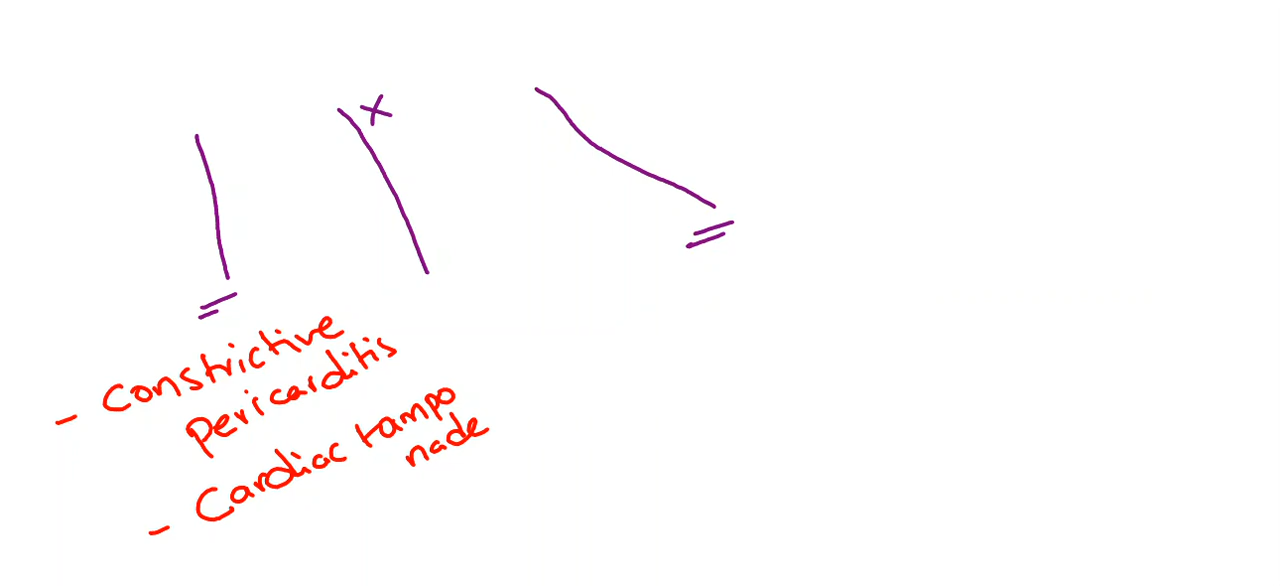 x
- Constrictive
Pericarditis
- Cardiac tampo
nade